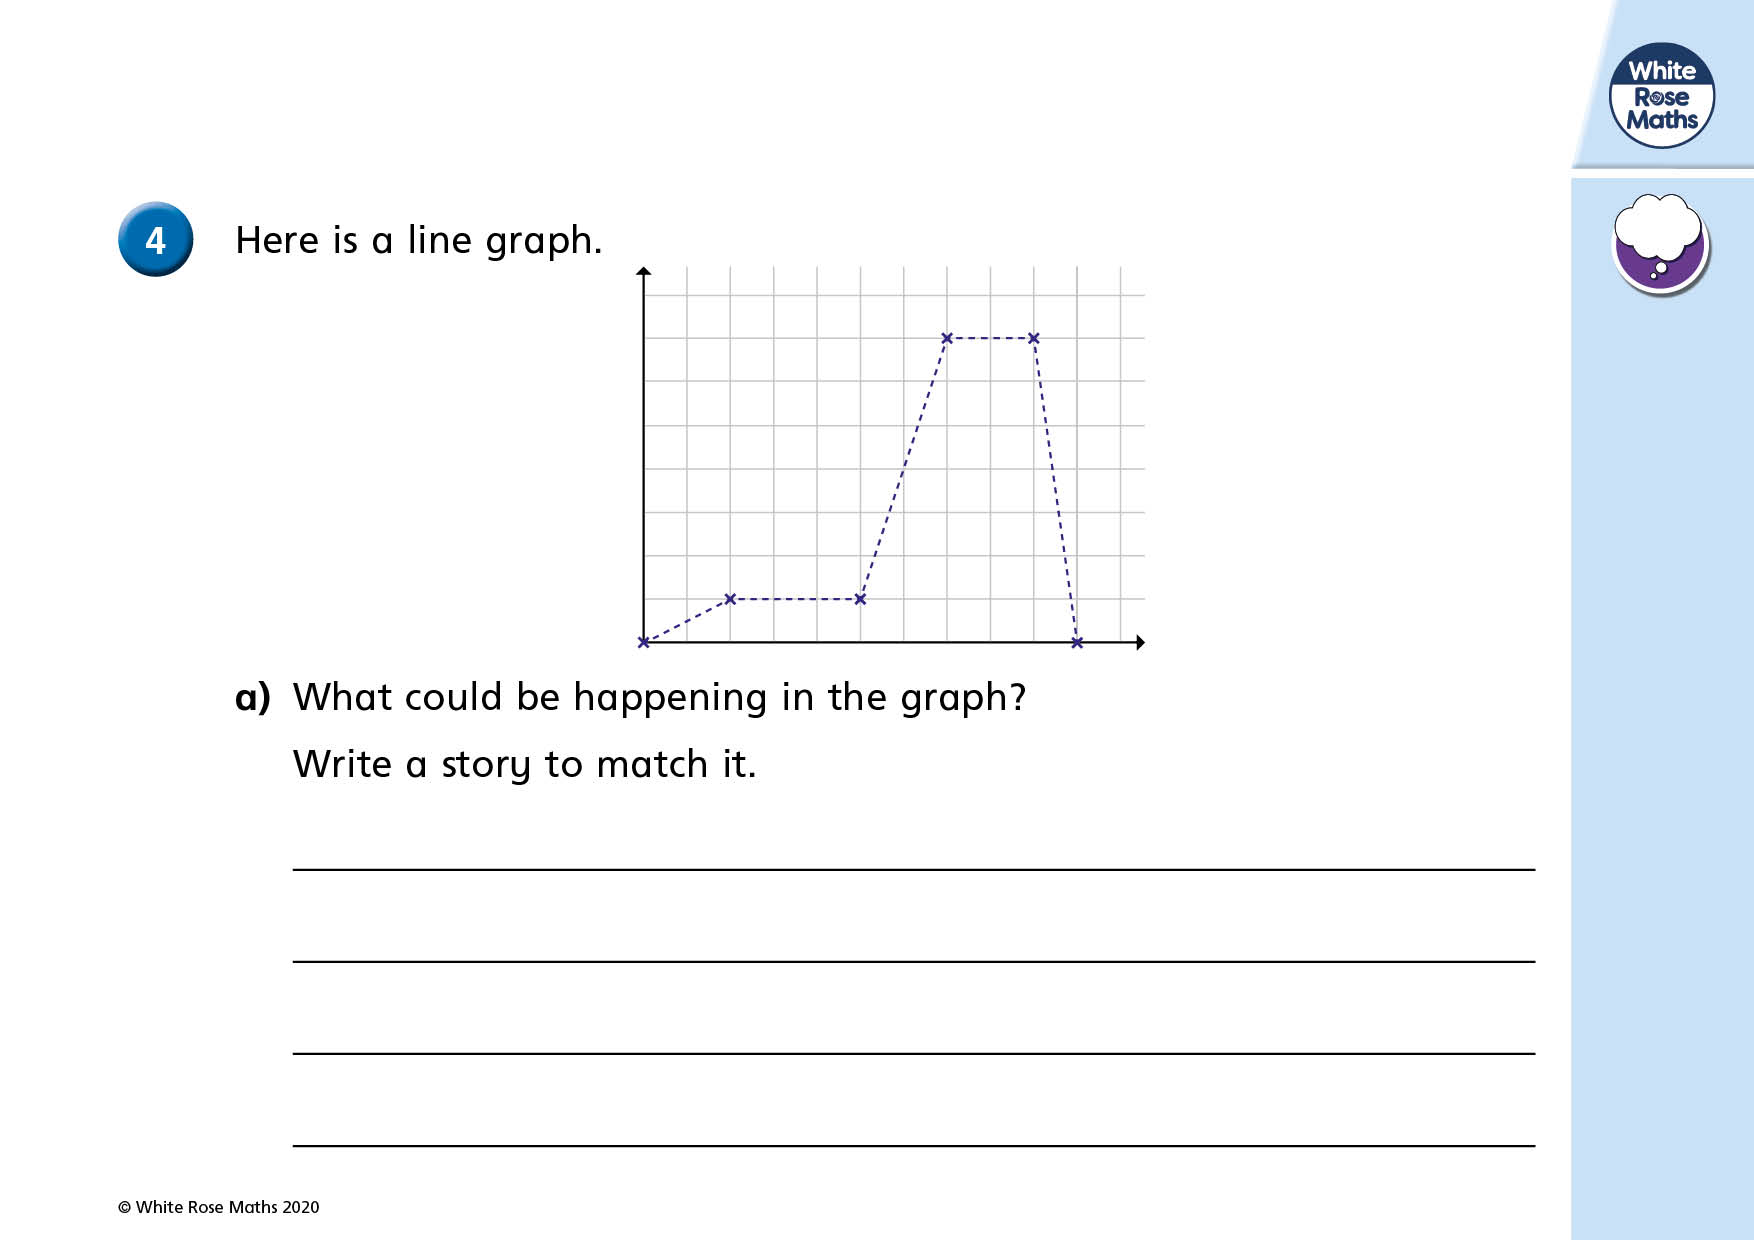 White
Rose
Maths
4 Here is a line graph.
a) What could be happening in the graph?
Write a story to match it.
© White Rose Maths 2020